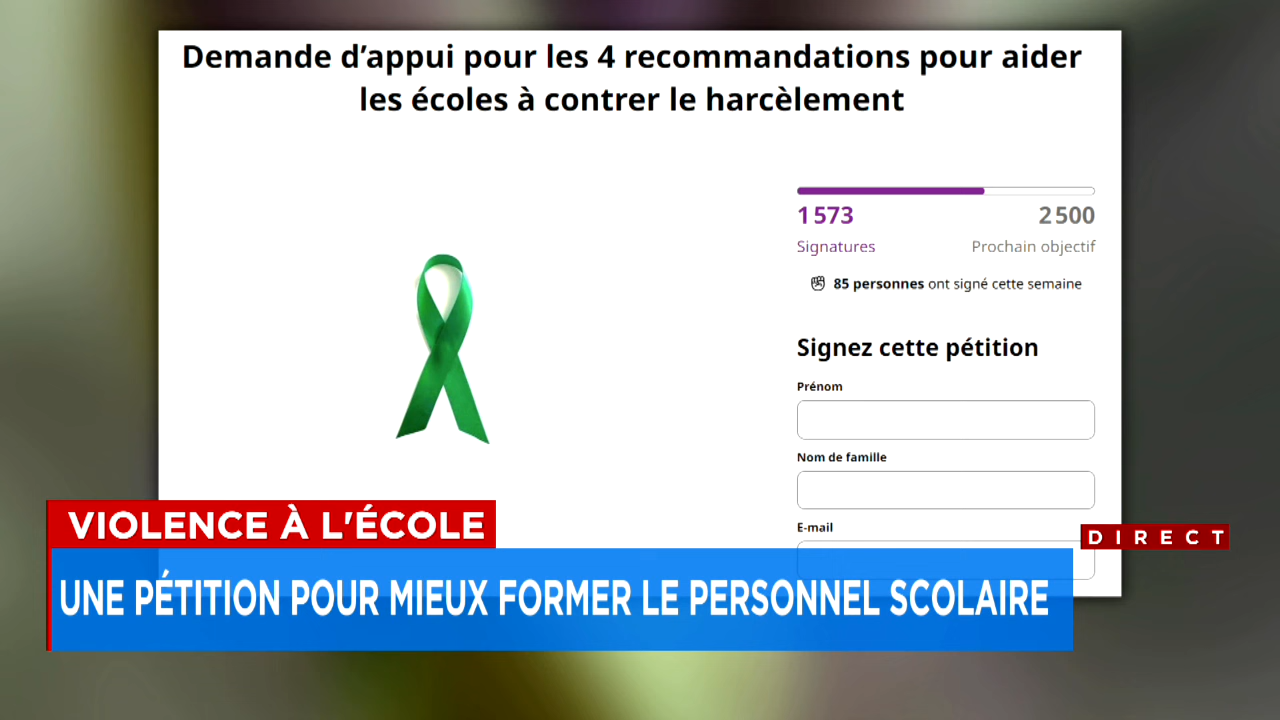 Demande d’appui pour les 4 recommandations pour aider
les écoles à contrer le harcèlement
1 573
2 500
Signatures
Prochain objectif
85 personnes ont signé cette semaine
Signez cette pétition
Prénom
Nom de famille
E-mail
VIOLENCE À L'ÉCOLE
DIRECT
UNE PÉTITION POUR MIEUX FORMER LE PERSONNEL SCOLAIRE